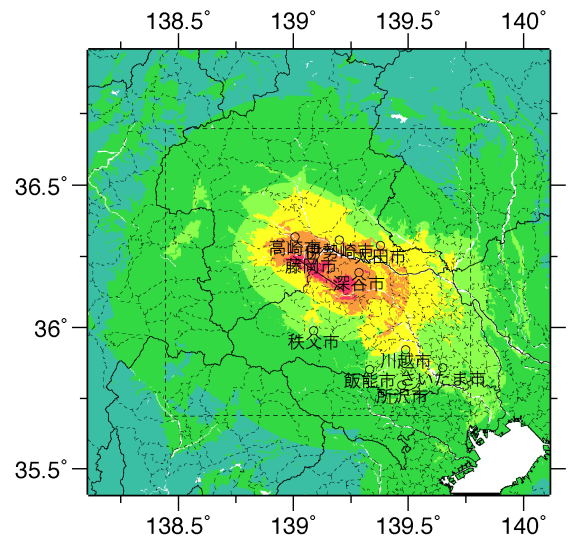 138.5˚ 139˚ 139.5˚ 140˚
36.5˚
高崎市 伊勢崎市 太田市
藤岡市
深谷市
36˚
秩父市
川越市
飯能市 さいたま市
所沢市
35.5˚
138.5˚ 139˚ 139.5˚ 140˚